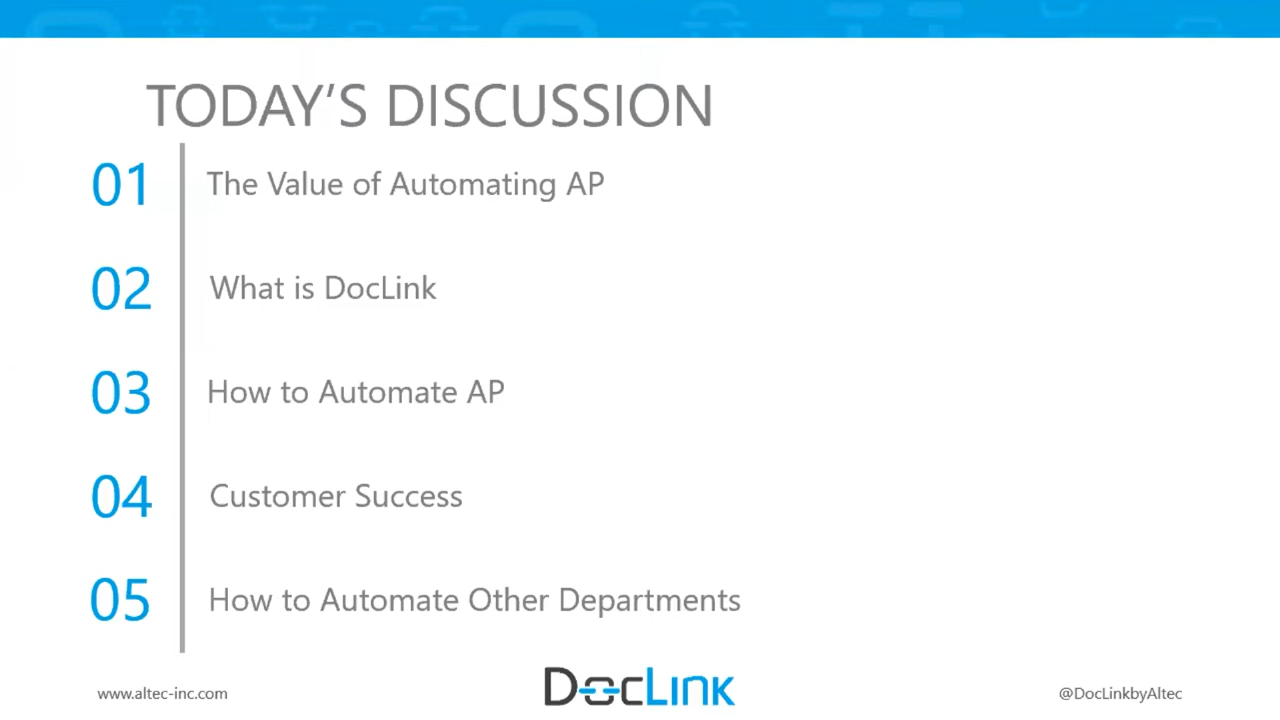 TODAY'S DISCUSSION
01 The Value of Automating AP
02 What is DocLink
03 How to Automate AP
04 Customer Success
05 How to Automate Other Departments
www.altec-inc.com DocLink @DocLinkbyAltec